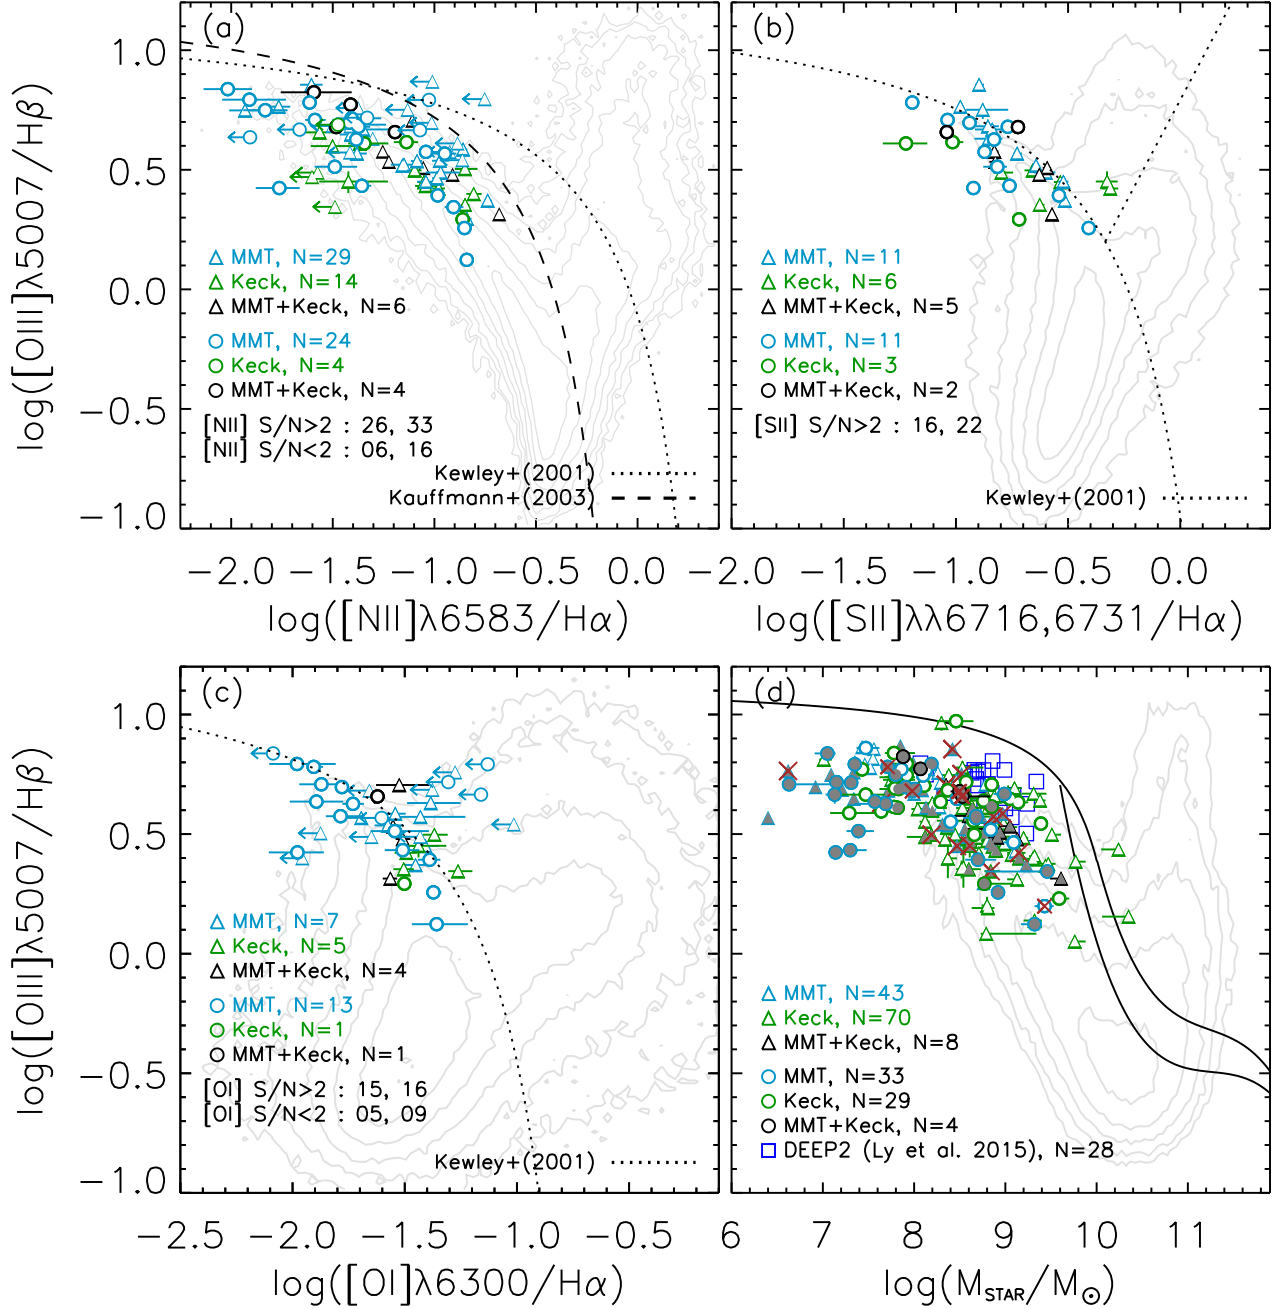 (a)
1.0
0.5
0.0
−0.5
−1.0
log([OIII]λ5007/Hβ)
MMT, N=29
Keck, N=14
MMT+Keck, N=6
MMT, N=24
Keck, N=4
MMT+Keck, N=4
[NII] S/N>2 : 26, 33
[NII] S/N<2 : 06, 16
Kewley+(2001)
Kauffmann+(2003)
−2.0 −1.5 −1.0 −0.5 0.0
log([NII]λ6583/Hα)
(b)
MMT, N=11
Keck, N=6
MMT+Keck, N=5
MMT, N=11
Keck, N=3
MMT+Keck, N=2
[SII] S/N>2 : 16, 22
Kewley+(2001)
−2.0 −1.5 −1.0 −0.5 0.0
log([SII]λλ6716,6731/Hα)
(c)
1.0
0.5
0.0
−0.5
−1.0
log([OIII]λ5007/Hβ)
MMT, N=7
Keck, N=5
MMT+Keck, N=4
MMT, N=13
Keck, N=1
MMT+Keck, N=1
[OI] S/N>2 : 15, 16
[OI] S/N<2 : 05, 09
Kewley+(2001)
−2.5 −2.0 −1.5 −1.0 −0.5
log([OI]λ6300/Hα)
(d)
MMT, N=43
Keck, N=70
MMT+Keck, N=8
MMT, N=33
Keck, N=29
MMT+Keck, N=4
DEEP2 (Ly et al. 2015), N=28
6 7 8 9 10 11
log(M_STAR/M_⊙)